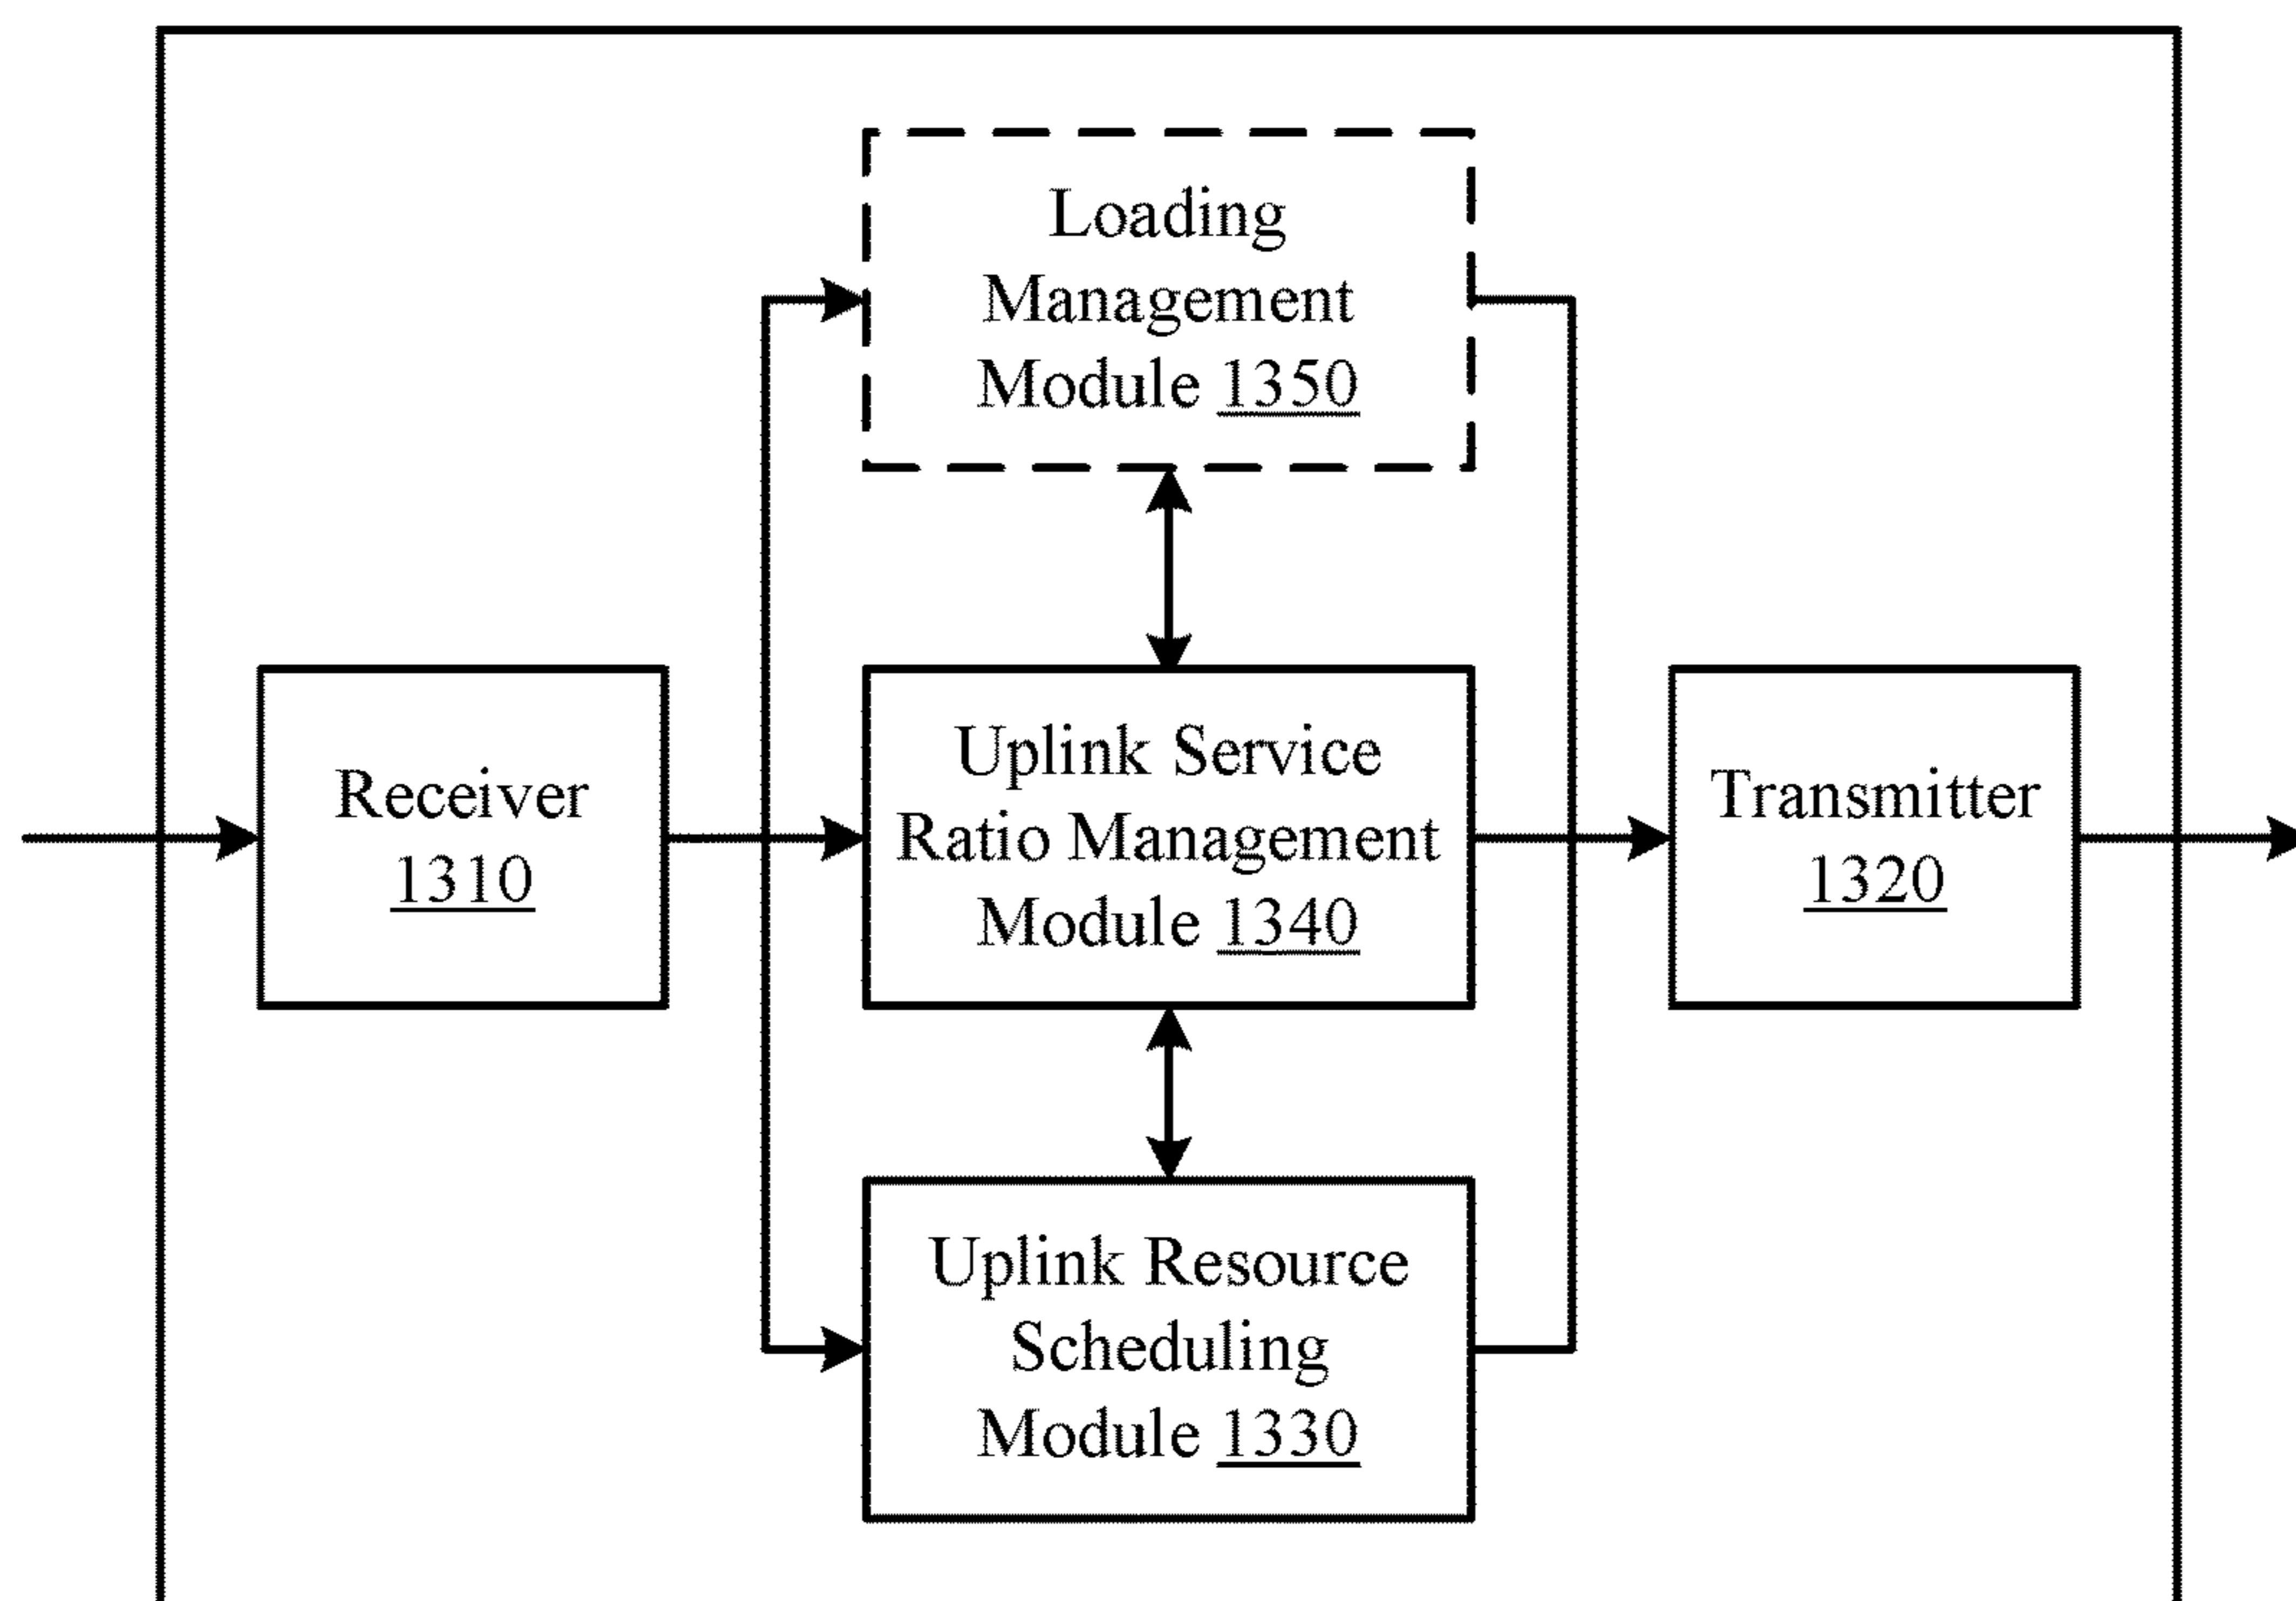 Loading
Management
Module 1350
Receiver
1310
Uplink Service
Ratio Management
Module 1340
Transmitter
1320
Uplink Resource
Scheduling
Module 1330